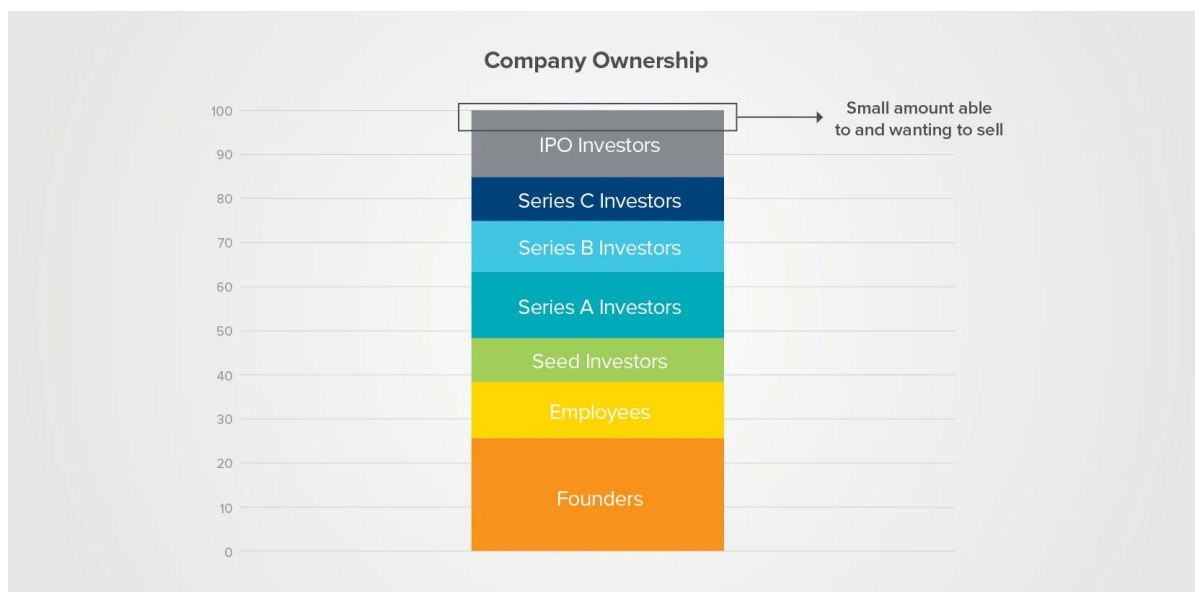 Company Ownership
100
Small amount able
to and wanting to sell
IPO Investors
90
80
Series C Investors
70
Series B Investors
60
Series A Investors
50
Seed Investors
40
Employees
30
20
Founders
10
0